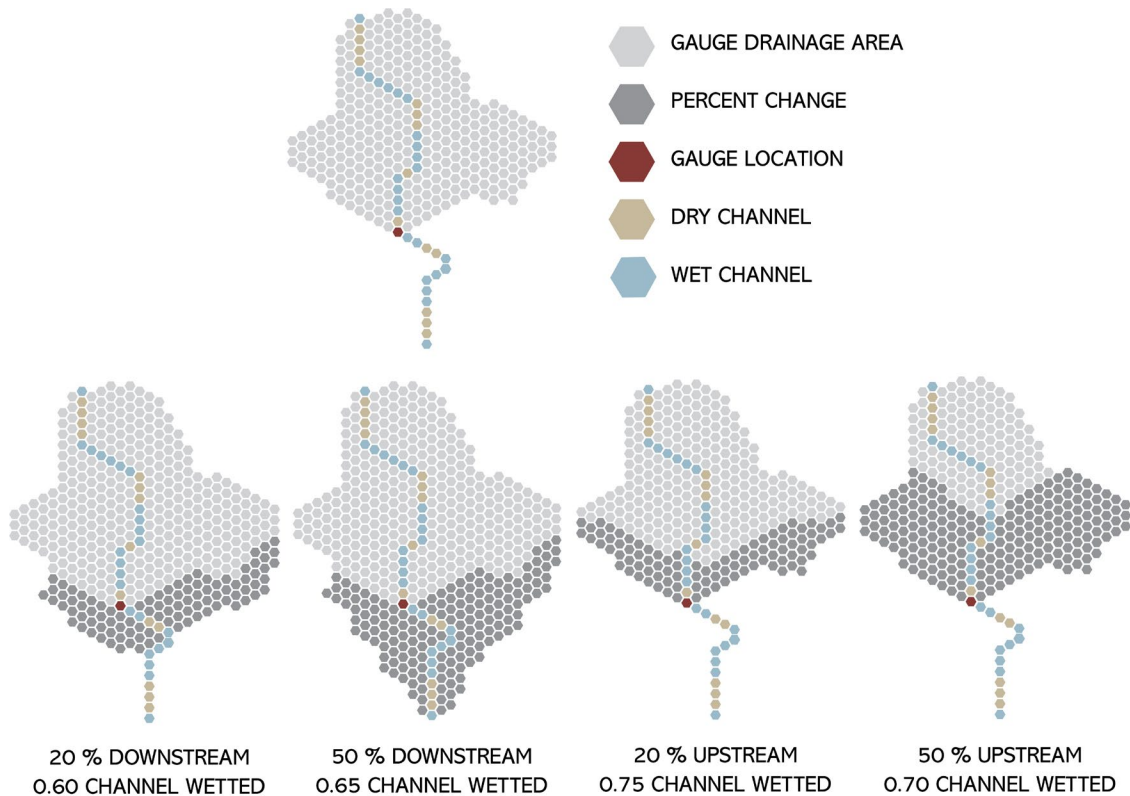 GAUGE DRAINAGE AREA
PERCENT CHANGE
GAUGE LOCATION
DRY CHANNEL
WET CHANNEL
20 % DOWNSTREAM
0.60 CHANNEL WETTED
50 % DOWNSTREAM
0.65 CHANNEL WETTED
20 % UPSTREAM
0.75 CHANNEL WETTED
50 % UPSTREAM
0.70 CHANNEL WETTED